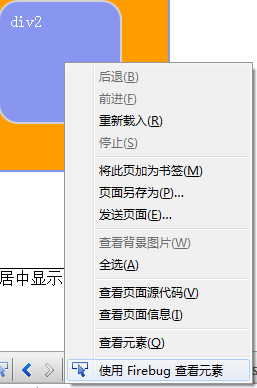 div2
后退(B)
前进(F)
重新载入(R)
停止(S)
将此页加为书签(M)
页面另存为(P)...
发送页面(E)...
查看背景图片(W)
全选(A)
居中显示
查看页面源代码(V)
查看页面信息(I)
查看元素(Q)
使用 Firebug 查看元素